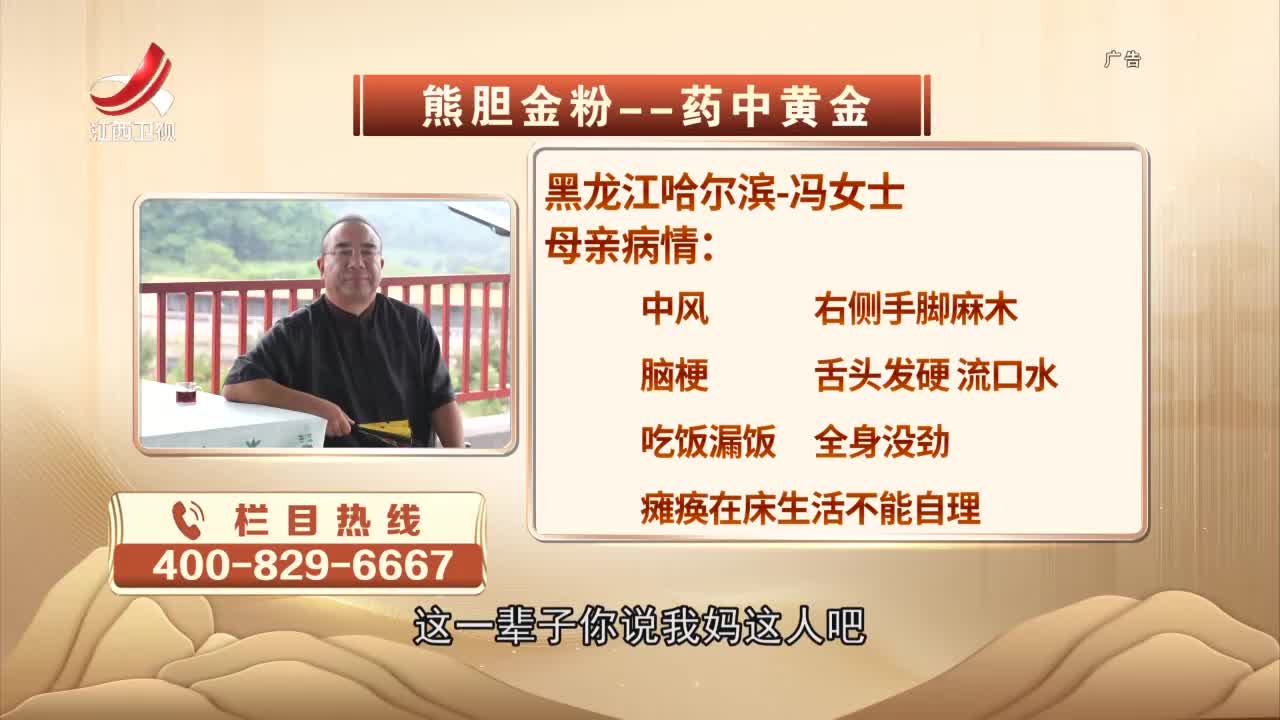 广告
江西卫视
熊胆金粉--药中黄金
黑龙江哈尔滨-冯女士
母亲病情：
中风 右侧手脚麻木
脑梗 舌头发硬 流口水
吃饭漏饭 全身没劲
瘫痪在床生活不能自理
栏目热线
400-829-6667
这一辈子你说我妈这人吧